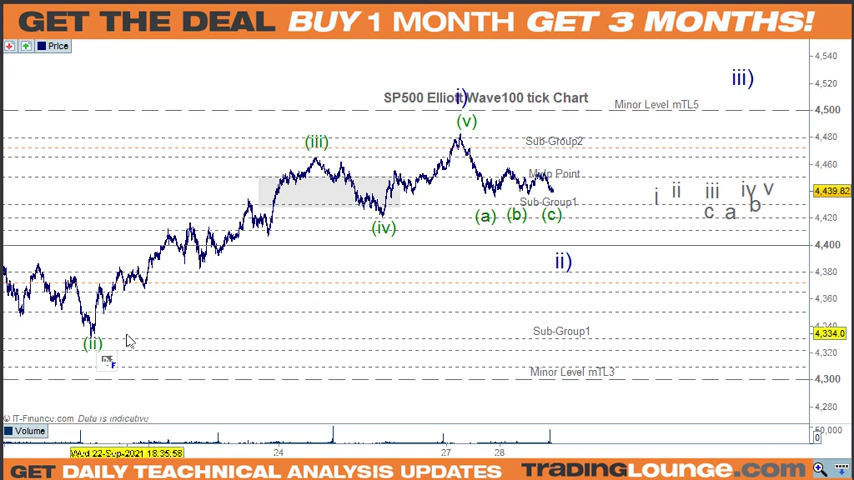 GET THE DEAL BUY 1 MONTH GET 3 MONTHS!
Price
4,540
SP500 Elliott Wave100 tick Chart
i)
iii)
4,520
Minor Level mTL5
4,500
(v)
(iii)
Sub-Group2
4,480
4,460
4,439.82
i ii iii iv v
c a b
Sub-Group1
(a) (b) (c)
4,420
(iv)
4,400
ii)
4,380
4,360
Sub-Group1
4,334.0
(ii)
4,320
F
Minor Level mTL3
4,300
4,280
© IT-Finance.com Data is indicative
Volume
50,000
0
Wed 22-Sep-2021 18:35:58
24
27
28
GET DAILY TEACHNICAL ANALYSIS UPDATES TRADINGLOUNGE.com